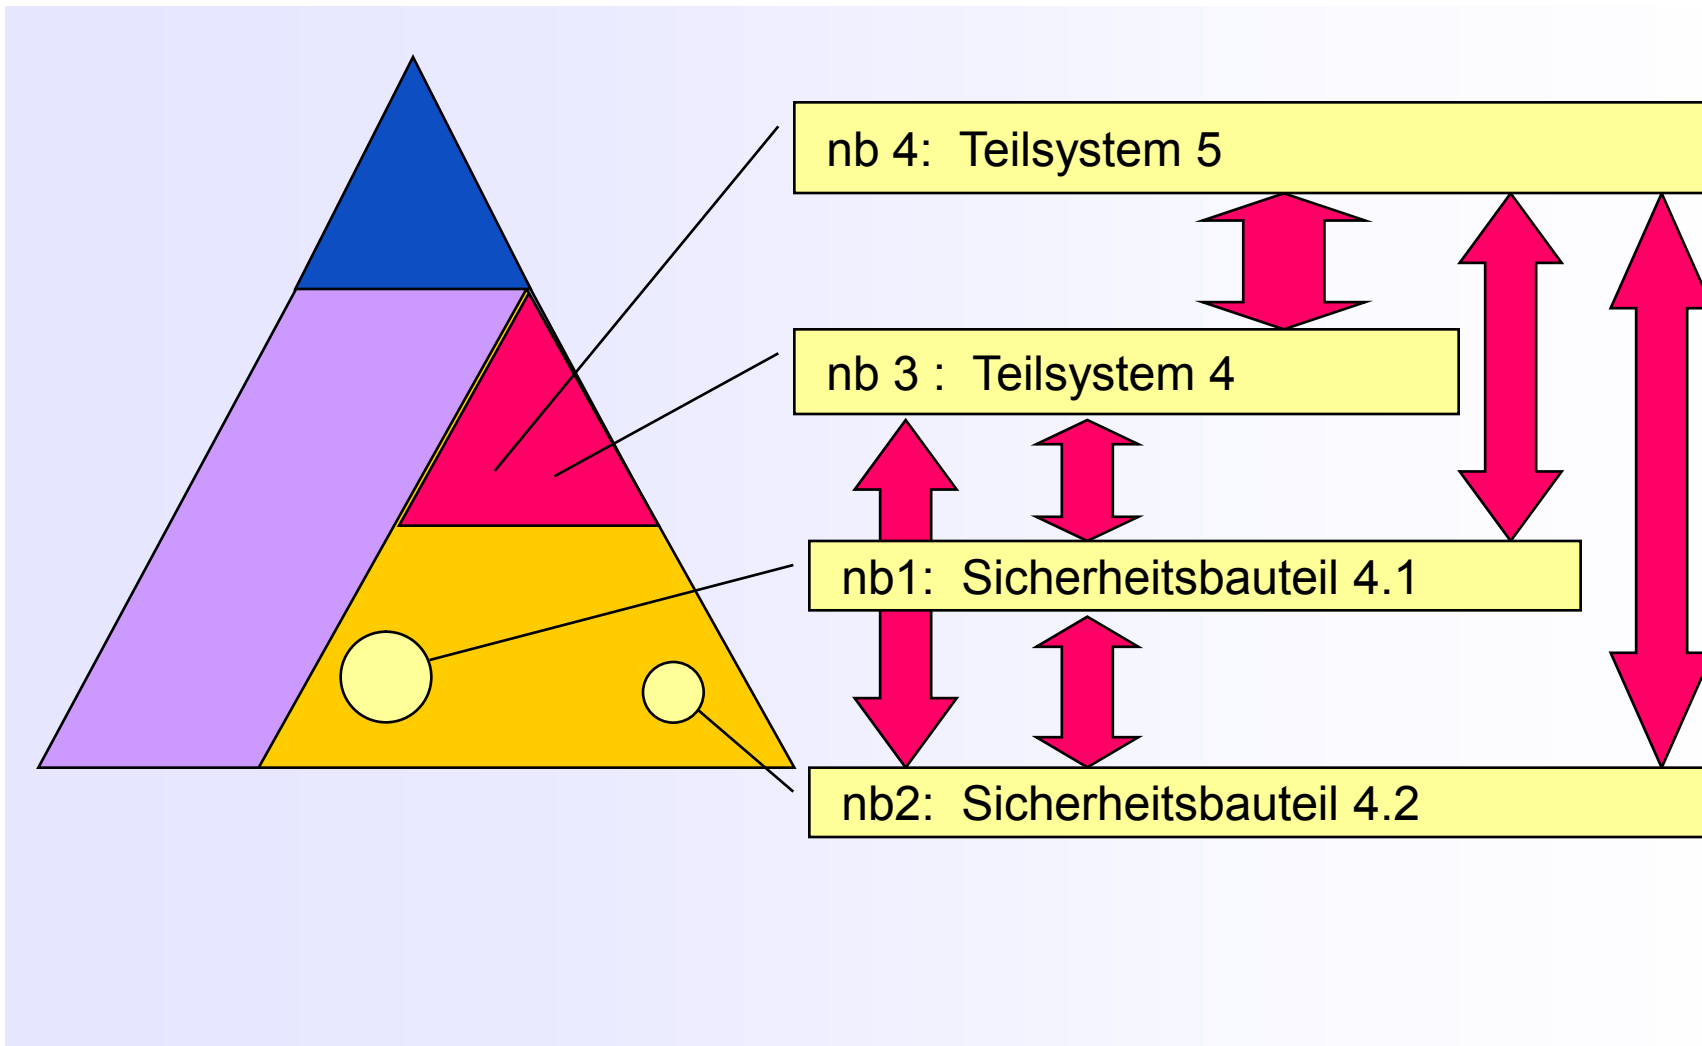 nb 4: Teilsystem 5
nb 3 : Teilsystem 4
nb1: Sicherheitsbauteil 4.1
nb2: Sicherheitsbauteil 4.2